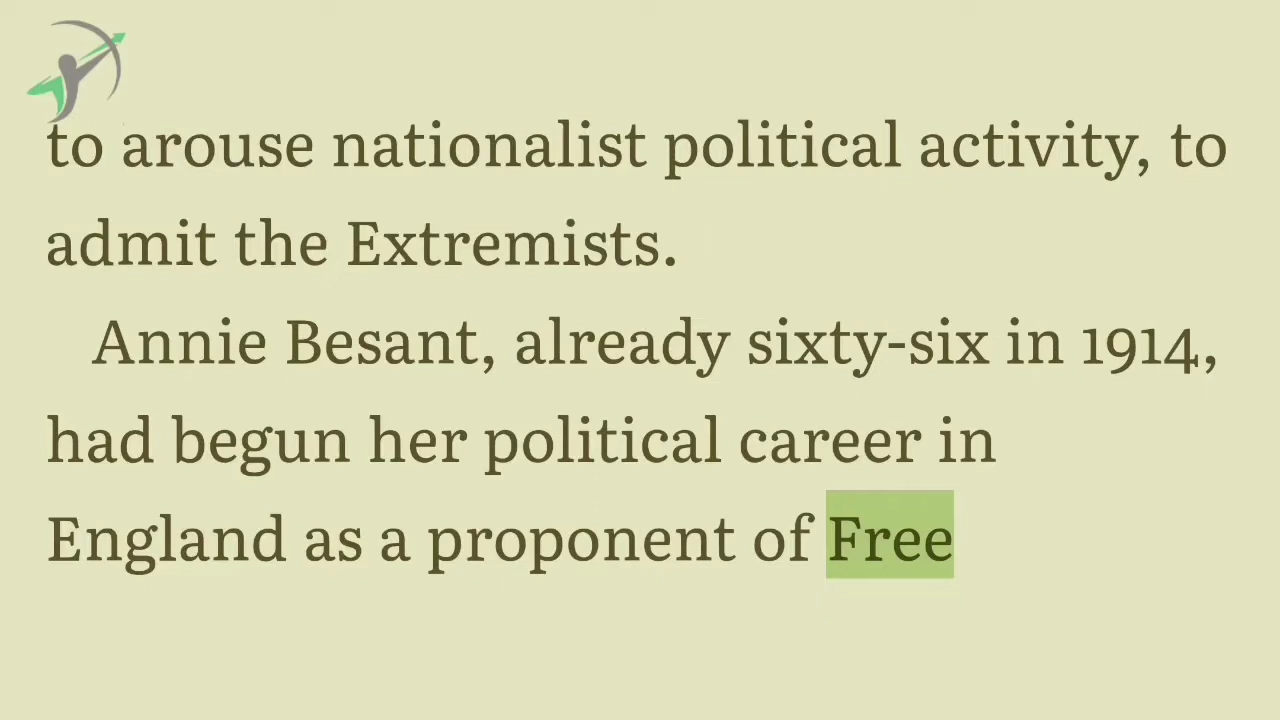 to arouse nationalist political activity, to
admit the Extremists.
Annie Besant, already sixty-six in 1914,
had begun her political career in
England as a proponent of Free